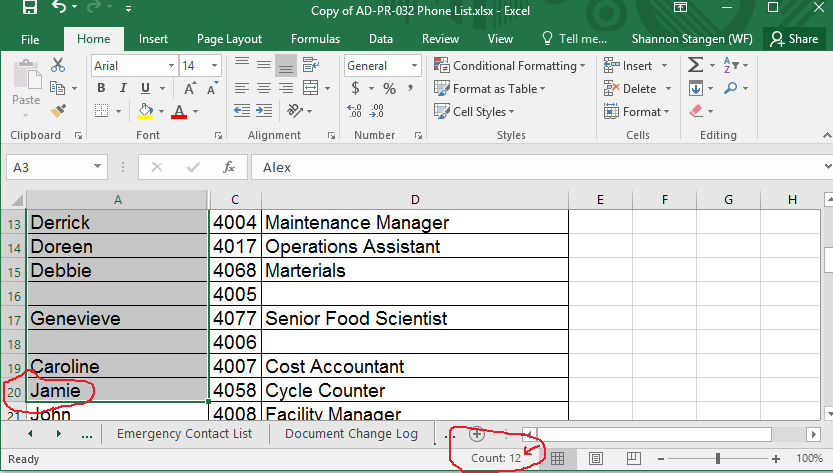 Copy of AD-PR-032 Phone List.xlsx - Excel
File Home Insert Page Layout Formulas Data Review View Tell me... Shannon Stangen (WF) Share
Paste
Arial 14
B I U A A
A
General
$ % ,
.00 .00
Conditional Formatting
Format as Table
Cell Styles
Insert
Delete
Format
Clipboard Font Alignment Number Styles Cells Editing
A3 fx Alex
A C D E F G H
13 Derrick 4004 Maintenance Manager
14 Doreen 4017 Operations Assistant
15 Debbie 4068 Marterials
16 4005
17 Genevieve 4077 Senior Food Scientist
18 4006
19 Caroline 4007 Cost Accountant
20 Jamie 4058 Cycle Counter
21 John 4008 Facility Manager
... Emergency Contact List Document Change Log ...
Ready Count: 12 100%